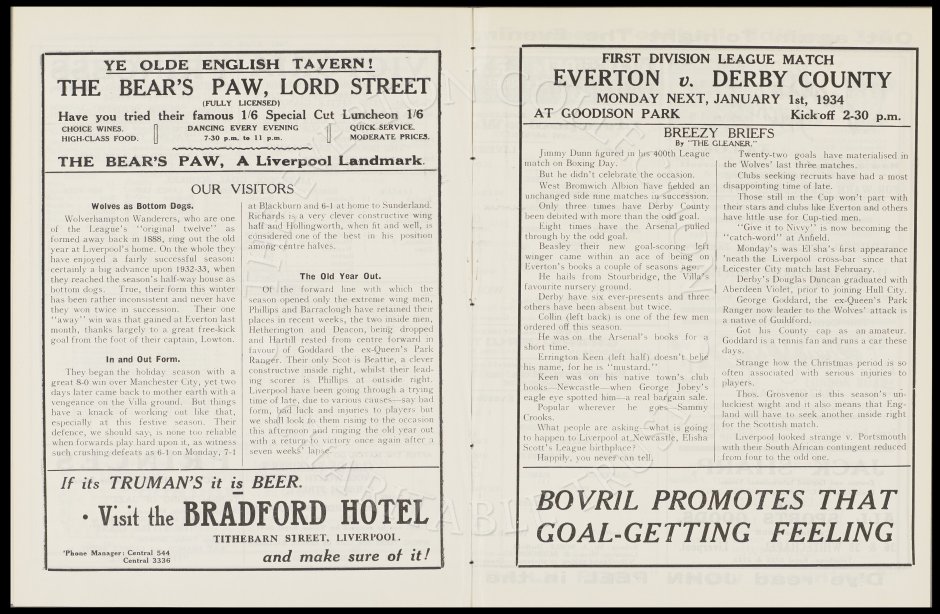 YE OLDE ENGLISH TAVERN!
THE BEAR'S PAW, LORD STREET
(FULLY LICENSED)
Have you tried their famous 1/6 Special Cut Luncheon 1/6
CHOICE WINES.
HIGH-CLASS FOOD.
DANCING EVERY EVENING
7-30 p.m. to 11 p.m.
QUICK SERVICE.
MODERATE PRICES.
THE BEAR'S PAW, A Liverpool Landmark.
OUR VISITORS
Wolves as Bottom Dogs.
Wolverhampton Wanderers, who are one
of the League's "original twelve" as
formed away back in 1888, ring out the old
year at Liverpool's home. On the whole they
have enjoyed a fairly successful season;
certainly a big advance upon 1932-33, when
they reached the season's half-way house as
bottom dogs. True, their form this winter
has been rather inconsistent and never have
they won twice in succession. Their one
"away" win was that gained at Everton last
month, thanks largely to a great free-kick
goal from the foot of their captain, Lowton.
In and Out Form.
They began the holiday season with a
great 8-0 win over Manchester City, yet two
days later came back to mother earth with a
vengeance on the Villa ground. But things
have a knack of working out like that,
especially at this festive season. Their
defence, we should say, is none too reliable
when forwards play hard upon it, as witness
such crushing defeats as 6-1 on Monday, 7-1
at Blackburn and 6-1 at home to Sunderland.
Richards is a very clever constructive wing
half and Hollingworth, when fit and well, is
considered one of the best in his position
among centre halves.
The Old Year Out.
Of the forward line with which the
season opened only the extreme wing men,
Phillips and Barraclough have retained their
places in recent weeks, the two inside men,
Hetherington and Deacon, being dropped
and Hartill rested from centre forward in
favour of Goddard the ex-Queen's Park
Ranger. Their only Scot is Beattie, a clever
constructive inside right, whilst their lead-
ing scorer is Phillips at outside right.
Liverpool have been going through a trying
time of late, due to various causes—say bad
form, bad luck and injuries to players but
we shall look to them rising to the occasion
this afternoon and ringing the old year out
with a return to victory once again after a
seven weeks' lapse.
If its TRUMAN'S it is BEER.
· Visit the BRADFORD HOTEL
TITHEBARN STREET, LIVERPOOL.
'Phone Manager: Central 544
Central 3336
and make sure of it!
FIRST DIVISION LEAGUE MATCH
EVERTON v. DERBY COUNTY
MONDAY NEXT, JANUARY 1st, 1934
AT GOODISON PARK
Kick-off 2-30 p.m.
BREEZY BRIEFS
By "THE GLEANER."
Jimmy Dunn figured in his 400th League
match on Boxing Day.
But he didn't celebrate the occasion.
West Bromwich Albion have fielded an
unchanged side nine matches in succession.
Only three times have Derby County
been debited with more than the odd goal.
Eight times have the Arsenal pulled
through by the odd goal.
Beasley their new goal-scoring left
winger came within an ace of being on
Everton's books a couple of seasons ago.
He hails from Stourbridge, the Villa's
favourite nursery ground.
Derby have six ever-presents and three
others have been absent but twice.
Collin (left back) is one of the few men
ordered off this season.
He was on the Arsenal's books for a
short time.
Errington Keen (left half) doesn't belie
his name, for he is "mustard."
Keen was on his native town's club
books—Newcastle—when George Jobey's
eagle eye spotted him—a real bargain sale.
Popular wherever he goes—Sammy
Crooks.
What people are asking—what is going
to happen to Liverpool at Newcastle, Elisha
Scott's League birthplace?
Happily, you never can tell.
Twenty-two goals have materialised in
the Wolves' last three matches.
Clubs seeking recruits have had a most
disappointing time of late.
Those still in the Cup won't part with
their stars and clubs like Everton and others
have little use for Cup-tied men.
"Give it to Nivvy" is now becoming the
"catch-word" at Anfield.
Monday's was Elisha's first appearance
'neath the Liverpool cross-bar since that
Leicester City match last February.
Derby's Douglas Duncan graduated with
Aberdeen Violet, prior to joining Hull City.
George Goddard, the ex-Queen's Park
Ranger now leader to the Wolves' attack is
a native of Guildford.
Got his County cap as an amateur.
Goddard is a tennis fan and runs a car these
days.
Strange how the Christmas period is so
often associated with serious injuries to
players.
Thos. Grosvenor is this season's un-
luckiest wight and it also means that Eng-
land will have to seek another inside right
for the Scottish match.
Liverpool looked strange v. Portsmouth
with their South African contingent reduced
from four to the odd one.
BOVRIL PROMOTES THAT
GOAL-GETTING FEELING